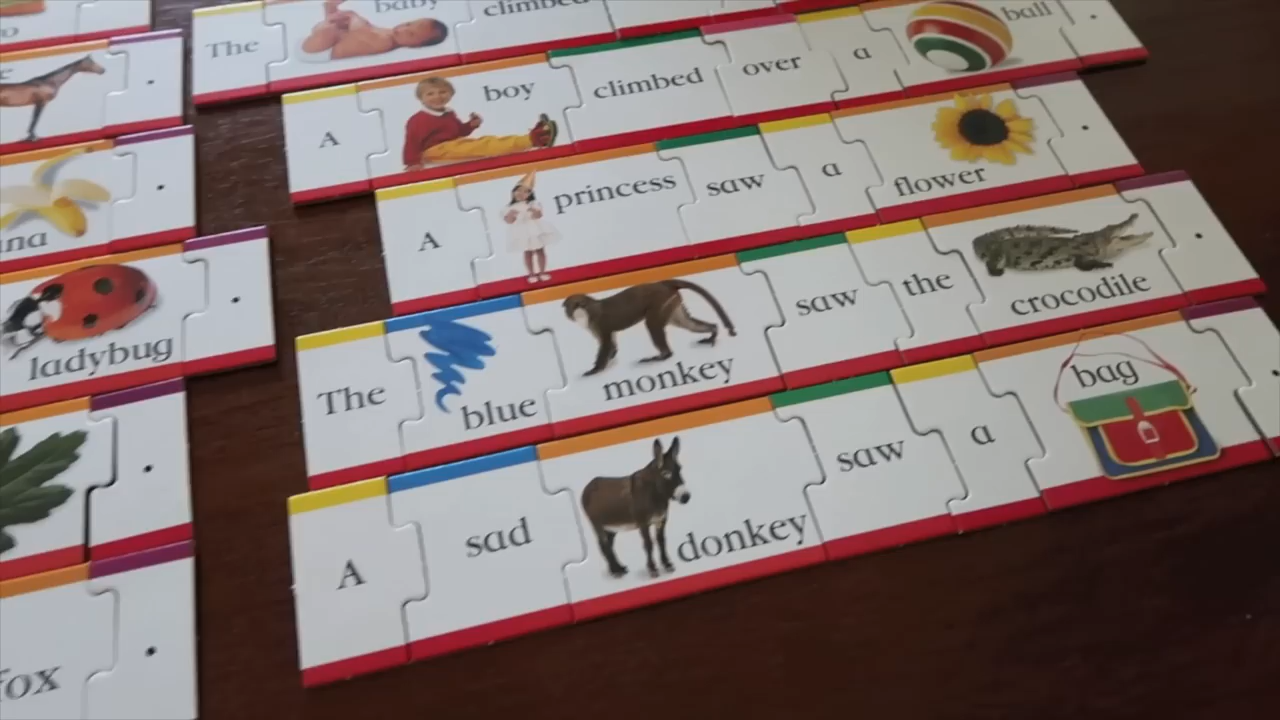 The baby climbed
A boy climbed over a ball .
A princess saw a flower .
The blue monkey saw the crocodile .
A sad donkey saw a bag .
.
.
ladybug .
.
fox .